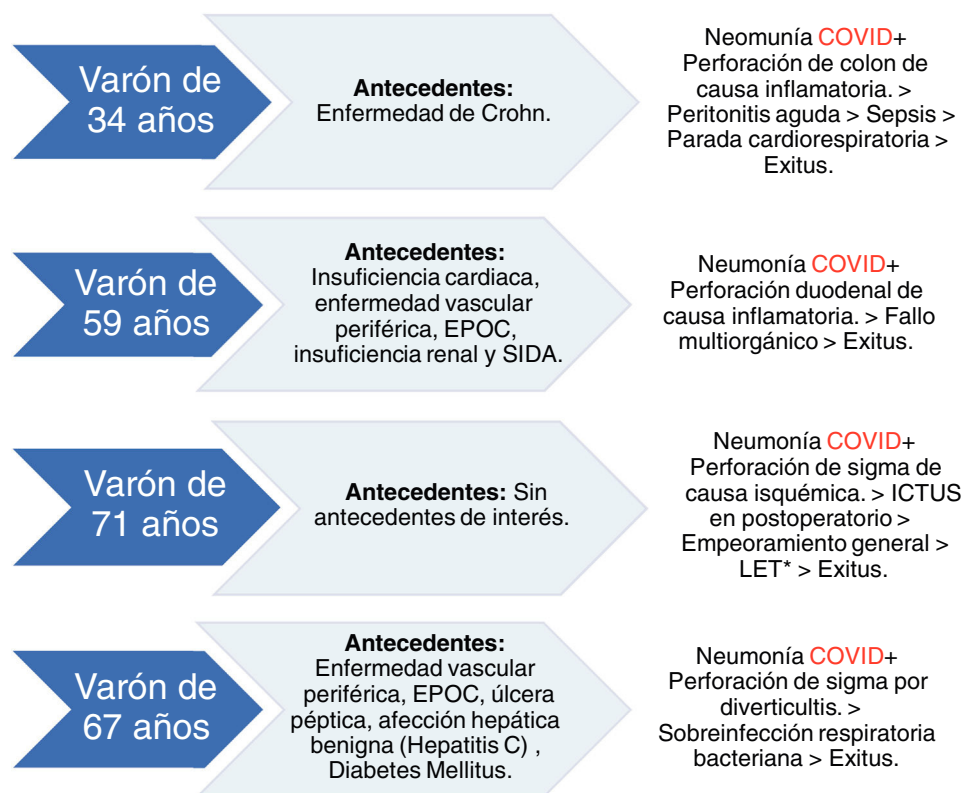 Varón de
34 años
Antecedentes:
Enfermedad de Crohn.
Neomunía COVID+
Perforación de colon de
causa inflamatoria. >
Peritonitis aguda > Sepsis >
Parada cardiorespiratoria >
Exitus.
Varón de
59 años
Antecedentes:
Insuficiencia cardiaca,
enfermedad vascular
periférica, EPOC,
insuficiencia renal y SIDA.
Neumonía COVID+
Perforación duodenal de
causa inflamatoria. > Fallo
multiorgánico > Exitus.
Varón de
71 años
Antecedentes: Sin
antecedentes de interés.
Neumonía COVID+
Perforación de sigma de
causa isquémica. > ICTUS
en postoperatorio >
Empeoramiento general >
LET* > Exitus.
Varón de
67 años
Antecedentes:
Enfermedad vascular
periférica, EPOC, úlcera
péptica, afección hepática
benigna (Hepatitis C) ,
Diabetes Mellitus.
Neumonía COVID+
Perforación de sigma por
diverticultis. >
Sobreinfección respiratoria
bacteriana > Exitus.